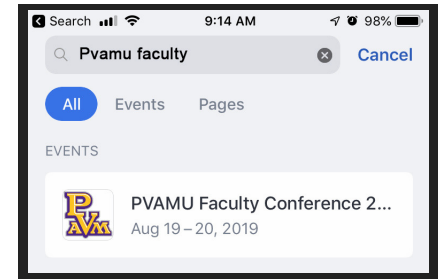 Search 9:14 AM 98%
Pvamu faculty Cancel
All Events Pages
EVENTS
PVAMU Faculty Conference 2...
PVAMU
Aug 19 – 20, 2019